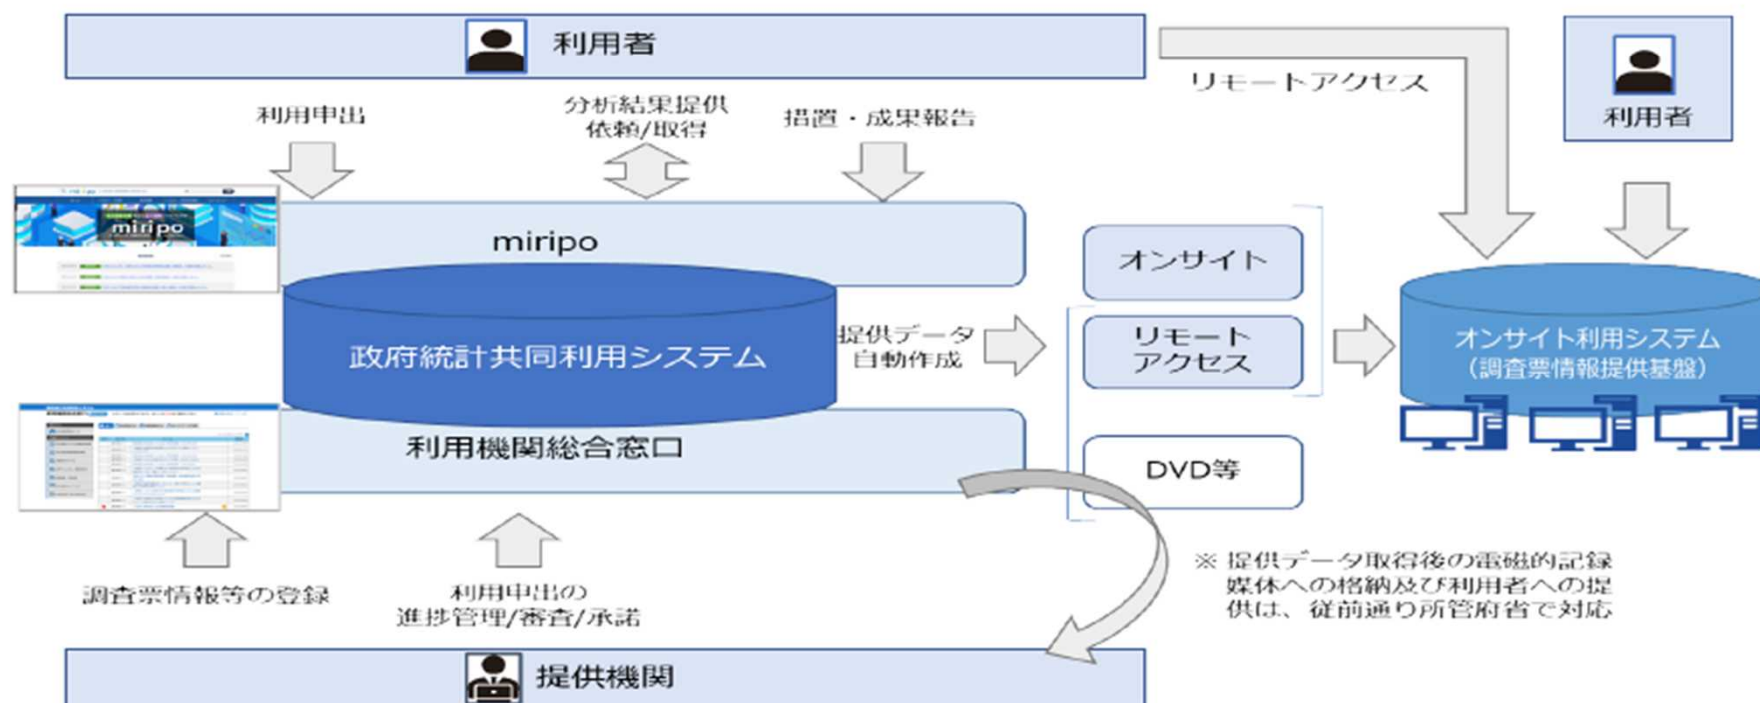 利用者
リモートアクセス
利用者
利用申出
分析結果提供
依頼/取得
措置・成果報告
miripo
miripo
オンサイト
政府統計共同利用システム
提供データ
自動作成
リモート
アクセス
オンサイト利用システム
(調査票情報提供基盤)
利用機関総合窓口
DVD等
調査票情報等の登録
利用申出の
進捗管理/審査/承諾
※ 提供データ取得後の電磁的記録
媒体への格納及び利用者への提
供は、従前通り所管府省で対応
提供機関